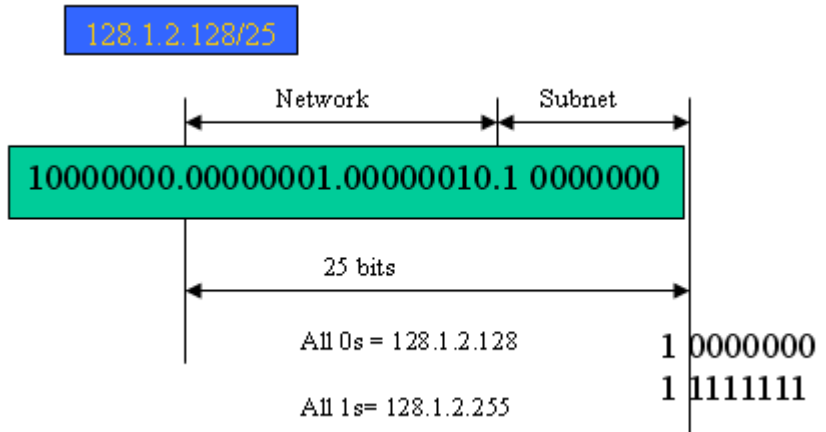 128.1.2.128/25
Network Subnet
10000000.00000001.00000010.1 0000000
25 bits
All 0s = 128.1.2.128 1 0000000
All 1s= 128.1.2.255 1 1111111